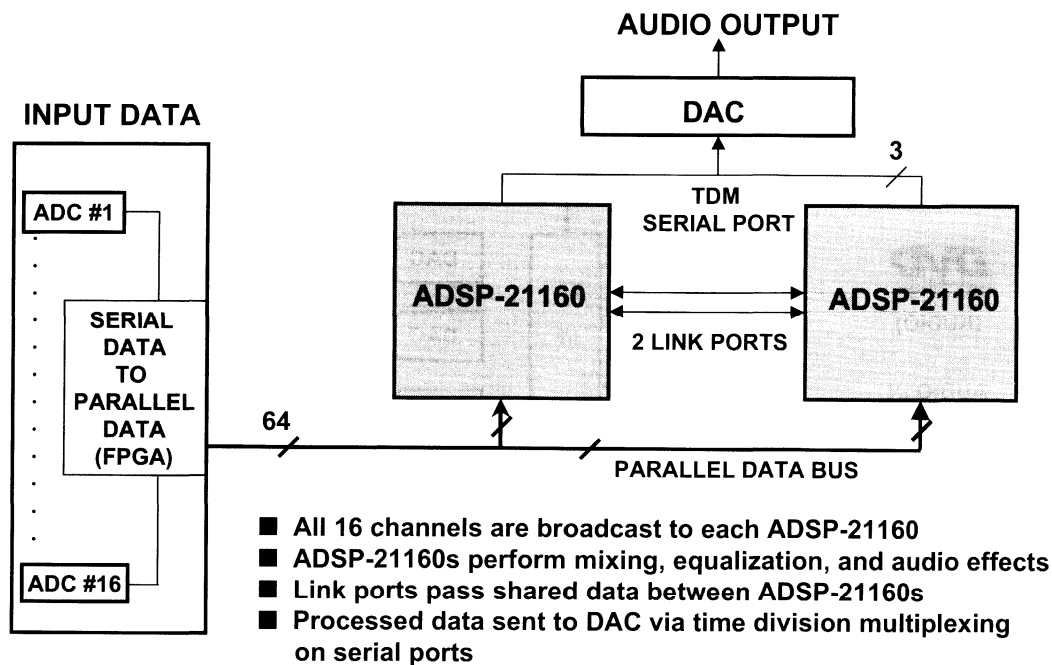 AUDIO OUTPUT
DAC
INPUT DATA
3
TDM
SERIAL PORT
ADC #1
ADSP-21160
ADSP-21160
2 LINK PORTS
SERIAL
DATA
TO
PARALLEL
DATA
(FPGA)
64
PARALLEL DATA BUS
ADC #16
■ All 16 channels are broadcast to each ADSP-21160
■ ADSP-21160s perform mixing, equalization, and audio effects
■ Link ports pass shared data between ADSP-21160s
■ Processed data sent to DAC via time division multiplexing
on serial ports